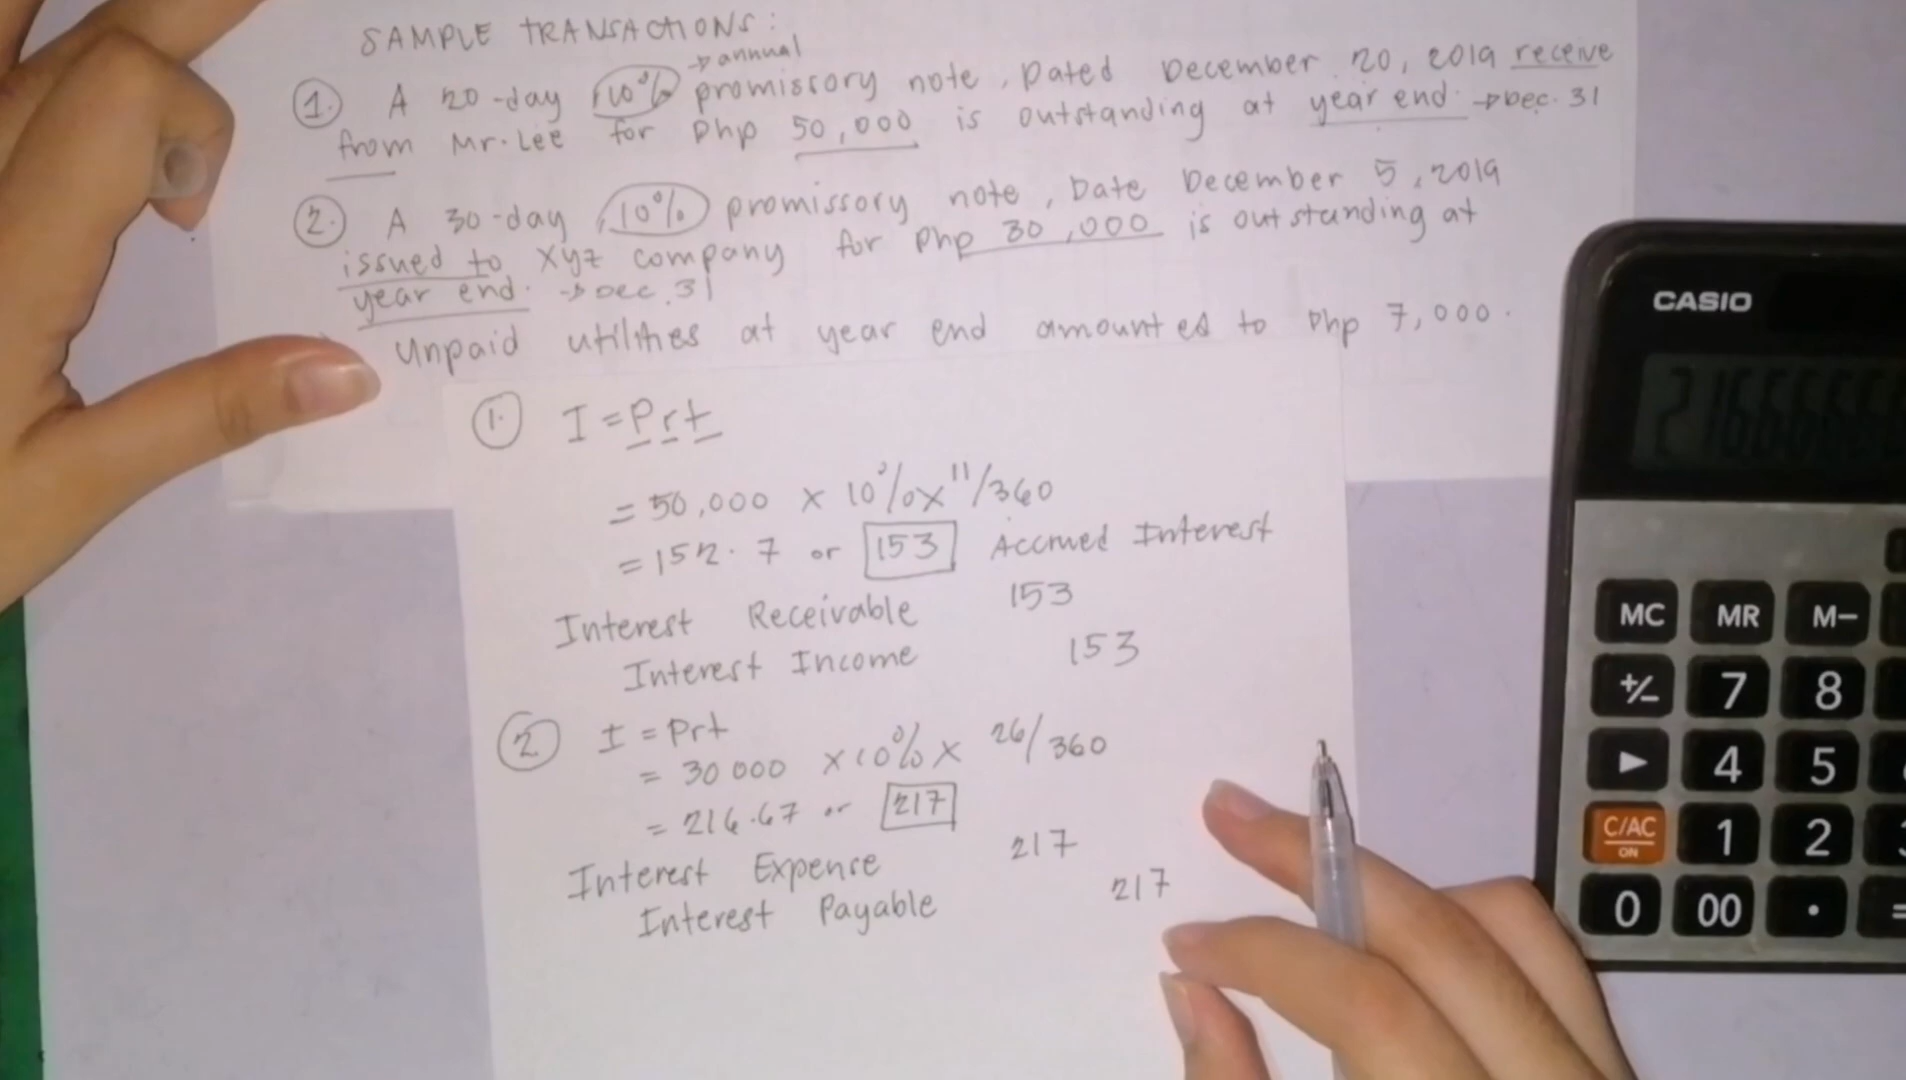 SAMPLE TRANSACTIONS:
→ annual
1. A 20-day 10% promissory note, Dated December 20, 2019 receive
from Mr. Lee for Php 50,000 is outstanding at year end. → Dec. 31
2. A 30-day 10% promissory note, Date December 5, 2019
issued to XYZ company for Php 30,000 is outstanding at
year end. → Dec. 31
Unpaid utilities at year end amounted to Php 7,000.
1. I = Prt
= 50,000 x 10% x 11/360
= 152.7 or 153 Accrued Interest
Interest Receivable 153
Interest Income 153
2 I = Prt
= 30 000 x 10% x 26/360
= 216.67 or 217
Interest Expense 217
Interest Payable 217
CASIO
MC MR M-
+/- 7 8
▶ 4 5
C/AC ON 1 2
0 00 . =